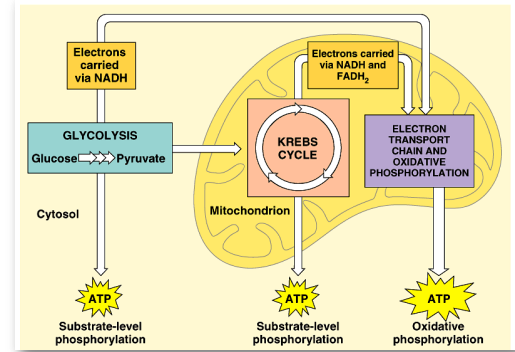 Electrons
carried
via NADH
Electrons carried
via NADH and
FADH₂
GLYCOLYSIS
Glucose Pyruvate
KREBS
CYCLE
ELECTRON
TRANSPORT
CHAIN AND
OXIDATIVE
PHOSPHORYLATION
Cytosol
Mitochondrion
ATP
ATP
ATP
Substrate-level
phosphorylation
Substrate-level
phosphorylation
Oxidative
phosphorylation